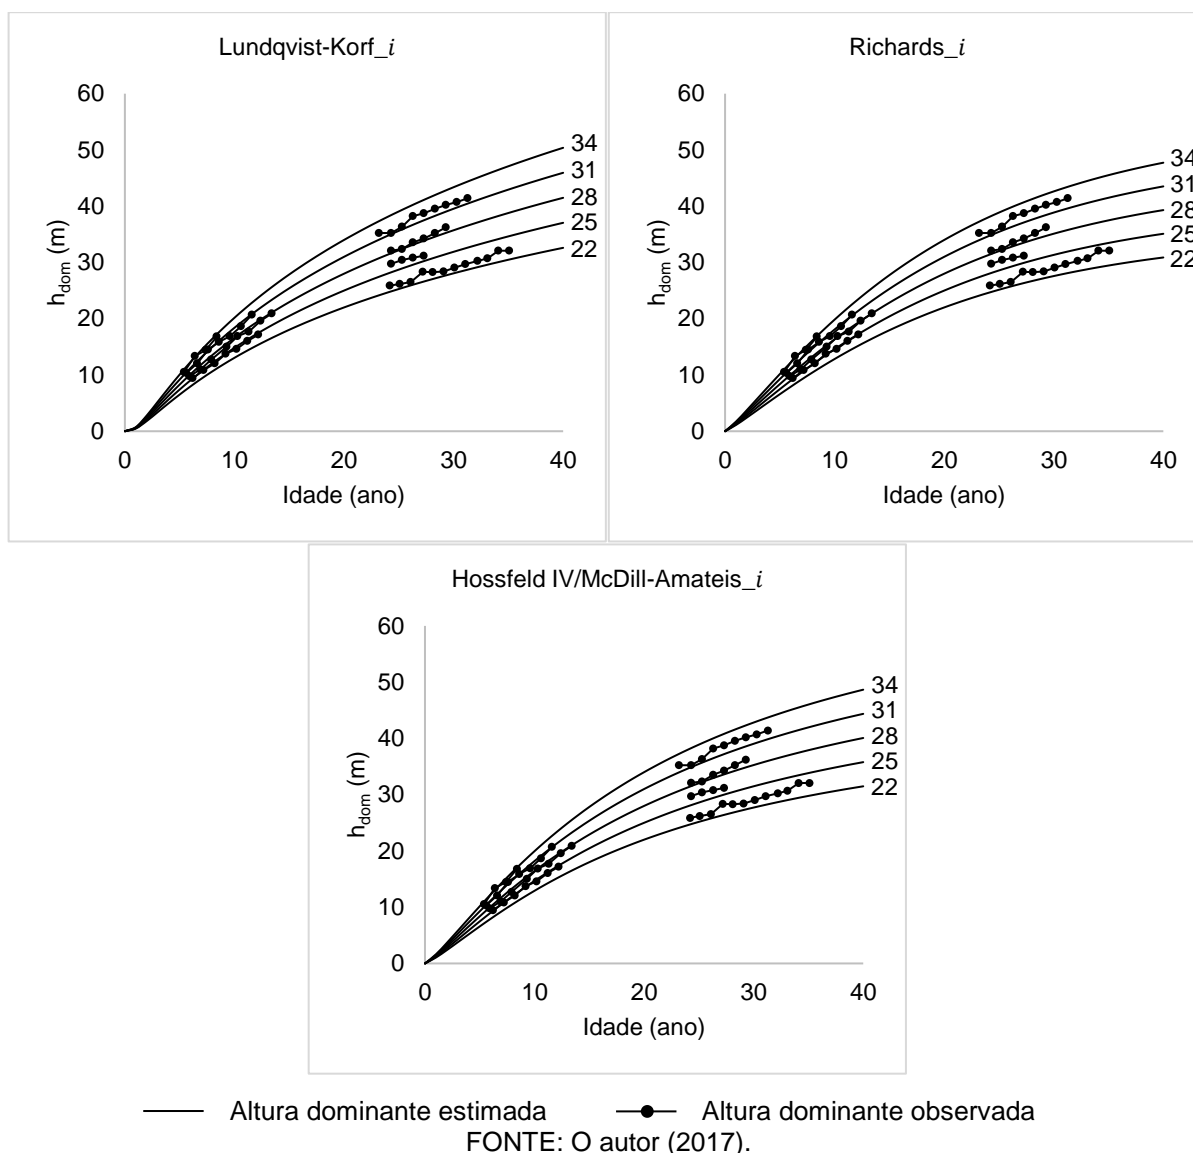 Lundqvist-Korf_i
60
50
40
30
20
10
0
h_dom (m)
34
31
28
25
22
0 10 20 30 40
Idade (ano)
Richards_i
60
50
40
30
20
10
0
h_dom (m)
34
31
28
25
22
0 10 20 30 40
Idade (ano)
Hossfeld IV/McDill-Amateis_i
60
50
40
30
20
10
0
h_dom (m)
34
31
28
25
22
0 10 20 30 40
Idade (ano)
Altura dominante estimada Altura dominante observada
FONTE: O autor (2017).